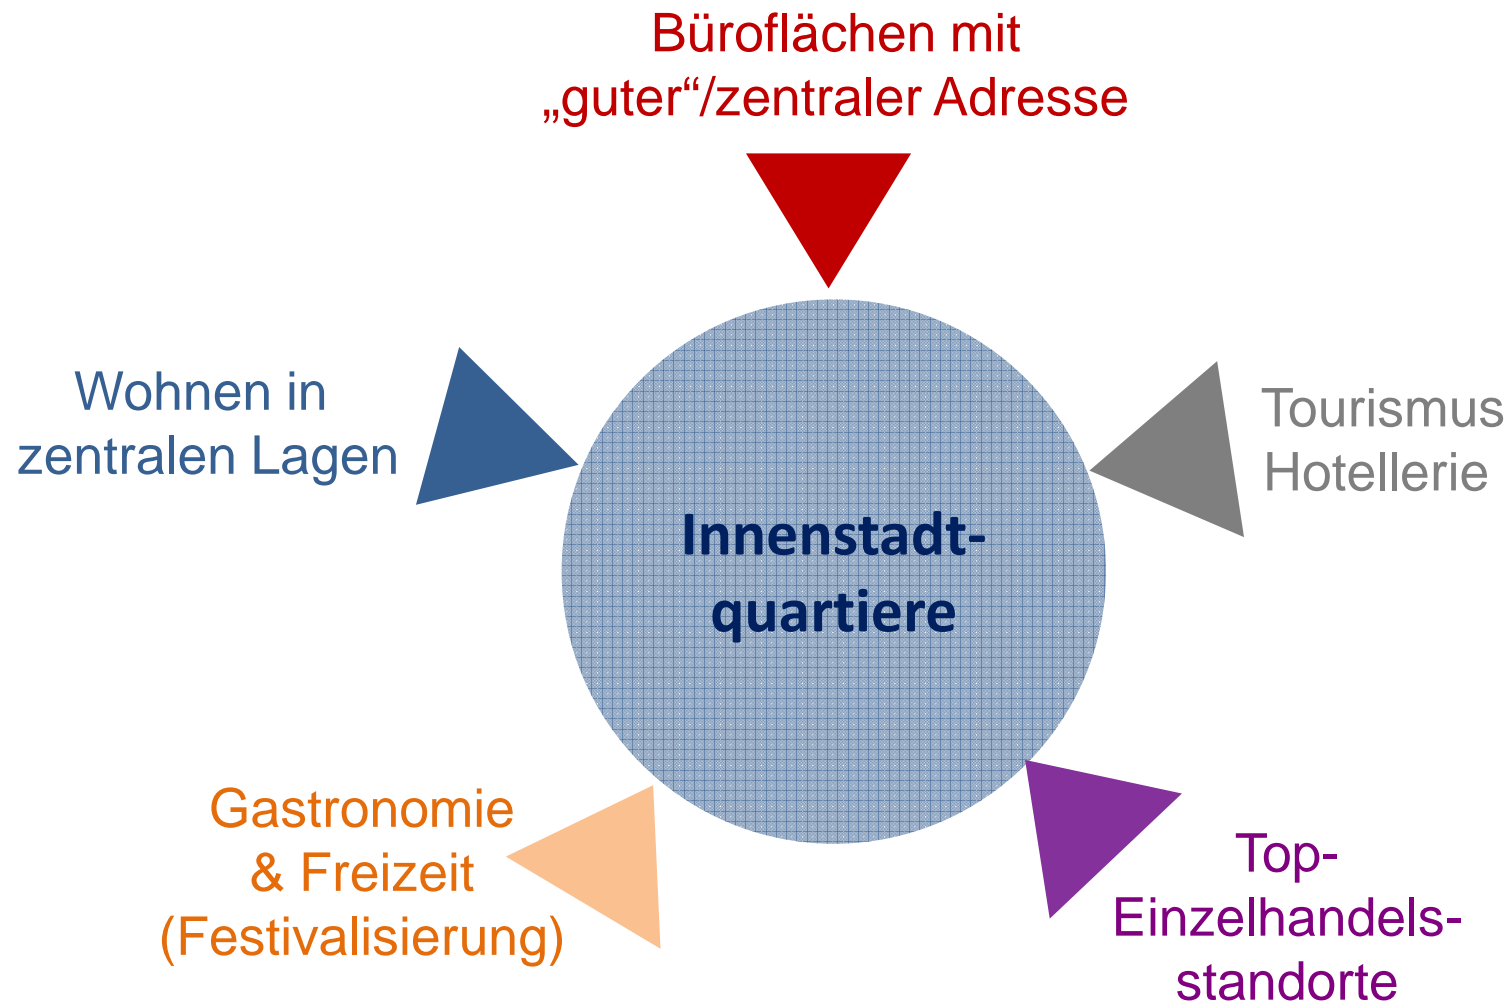 Büroflächen mit
„guter“/zentraler Adresse
Wohnen in
zentralen Lagen
Tourismus
Hotellerie
Innenstadt-
quartiere
Gastronomie
& Freizeit
(Festivalisierung)
Top-
Einzelhandels-
standorte